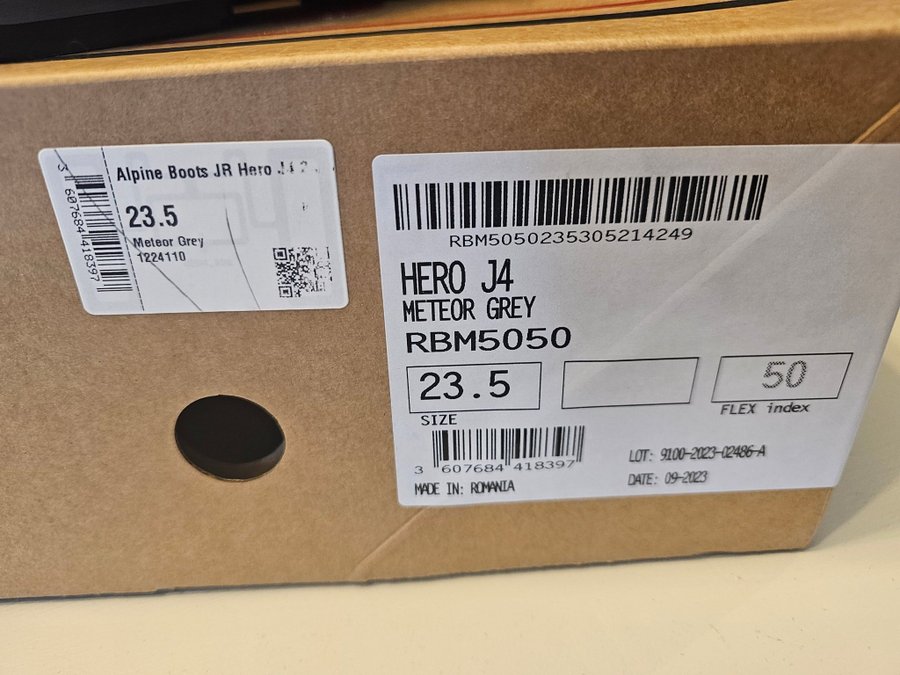 Alpine Boots JR Hero J4 2
23.5
Meteor Grey
1224110
3 607684 418397
RBM5050235305214249
HERO J4
METEOR GREY
RBM5050
23.5
50
SIZE
FLEX index
3 607684 418397
LOT: 9100-2023-02486-A
MADE IN: ROMANIA
DATE: 09-2023